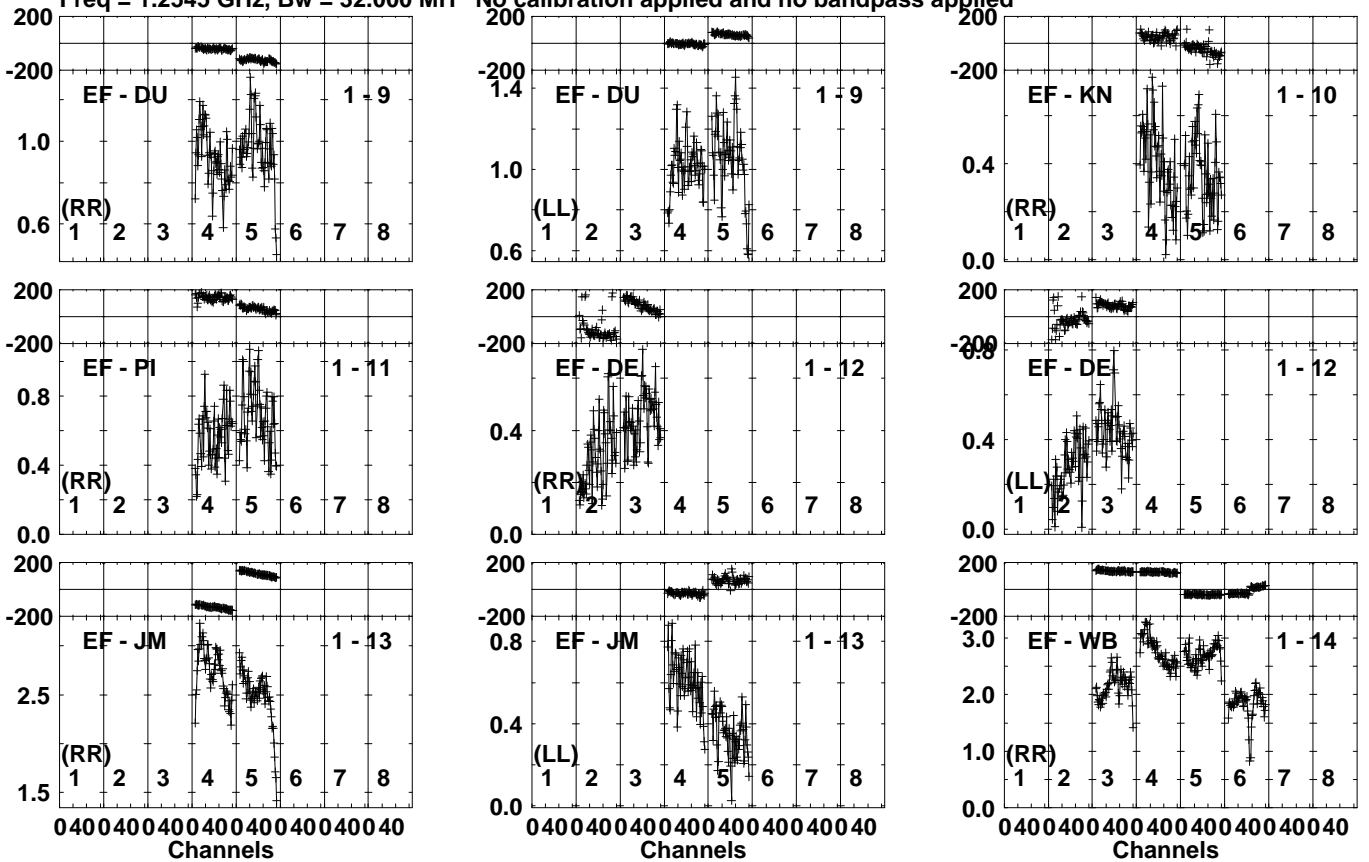 Freq = 1.2545 GHz, Bw = 32.000 MH No calibration applied and no bandpass applied
200 200 200
-200 -200 -200
EF - DU 1 - 9 1.4 EF - DU 1 - 9 EF - KN 1 - 10
1.0 1.0 0.4
0.6 (RR) (LL) (RR)
1 2 3 4 5 6 7 8 1 2 3 4 5 6 7 8 1 2 3 4 5 6 7 8
0.6 0.0
200 200 200
-200 -200 -200
0.8
EF - PI 1 - 11 EF - DE 1 - 12 EF - DE 1 - 12
0.8
0.4 0.4 0.4
(RR) (RR) (LL)
1 2 3 4 5 6 7 8 1 2 3 4 5 6 7 8 1 2 3 4 5 6 7 8
0.0 0.0 0.0
200 200 200
-200 -200 -200
EF - JM 1 - 13 0.8 EF - JM 1 - 13 3.0 EF - WB 1 - 14
2.5 0.4 2.0
(RR) (LL) 1.0 (RR)
1 2 3 4 5 6 7 8 1 2 3 4 5 6 7 8 1 2 3 4 5 6 7 8
1.5 0.0 0.0
0 40 0 40 0 40 0 40 0 40 0 40 0 40 0 40 0 40 0 40 0 40 0 40 0 40 0 40 0 40 0 40 0 40 0 40 0 40 0 40 0 40 0 40 0 40 0 40
Channels Channels Channels